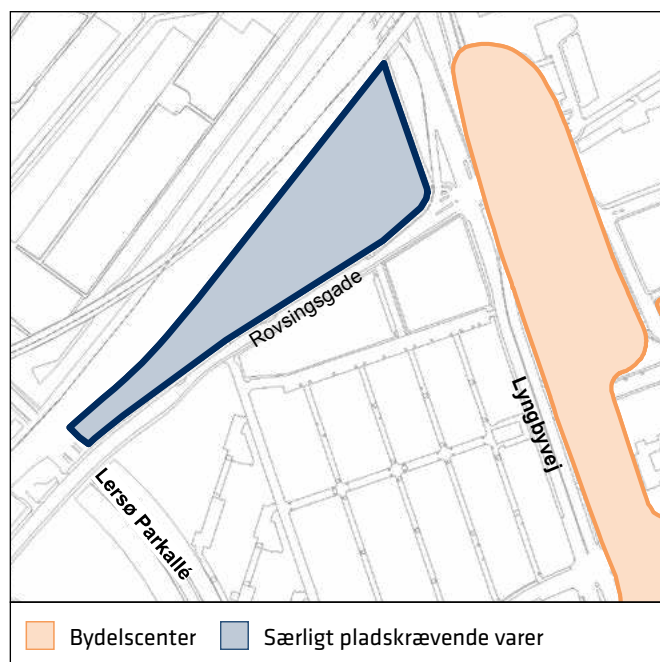 Rovsingsgade
Lyngbyvej
Lersø Parkallé
Bydelscenter
Særligt pladskrævende varer